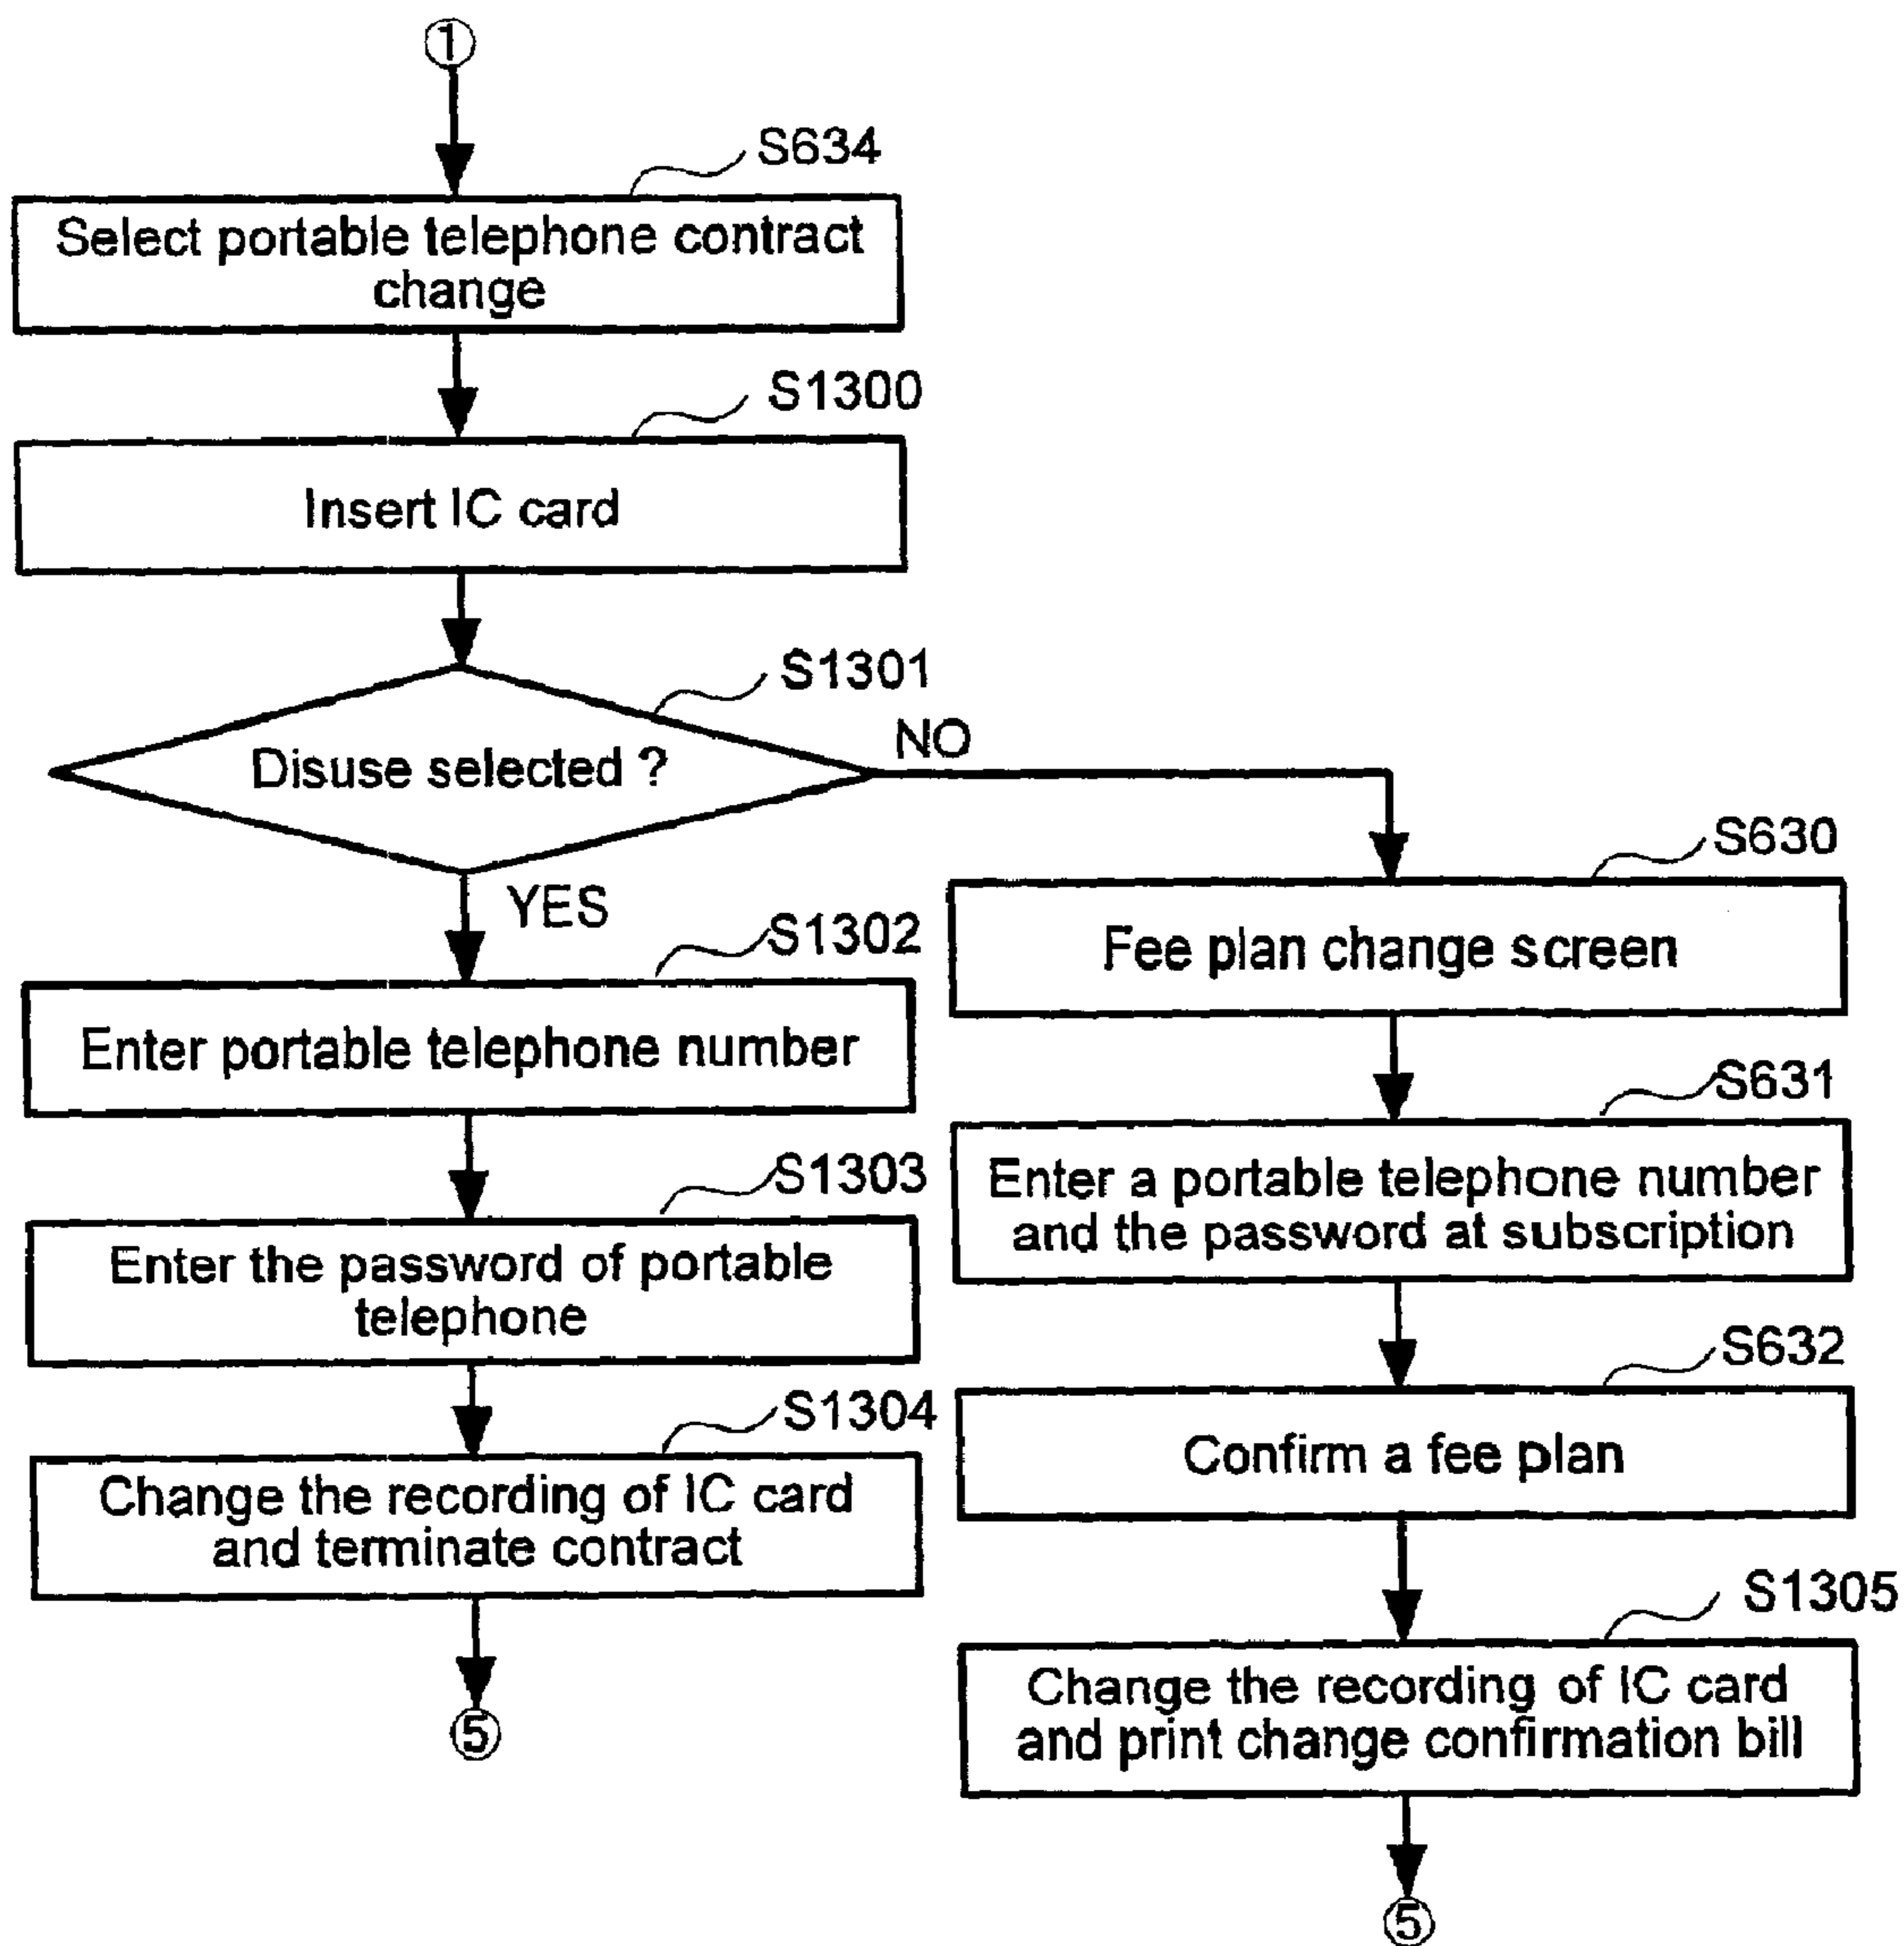 ①
S634
Select portable telephone contract
change
S1300
Insert IC card
S1301
Disuse selected ?
NO
YES
S1302
Enter portable telephone number
S1303
Enter the password of portable
telephone
S1304
Change the recording of IC card
and terminate contract
⑤
S630
Fee plan change screen
S631
Enter a portable telephone number
and the password at subscription
S632
Confirm a fee plan
S1305
Change the recording of IC card
and print change confirmation bill
⑤